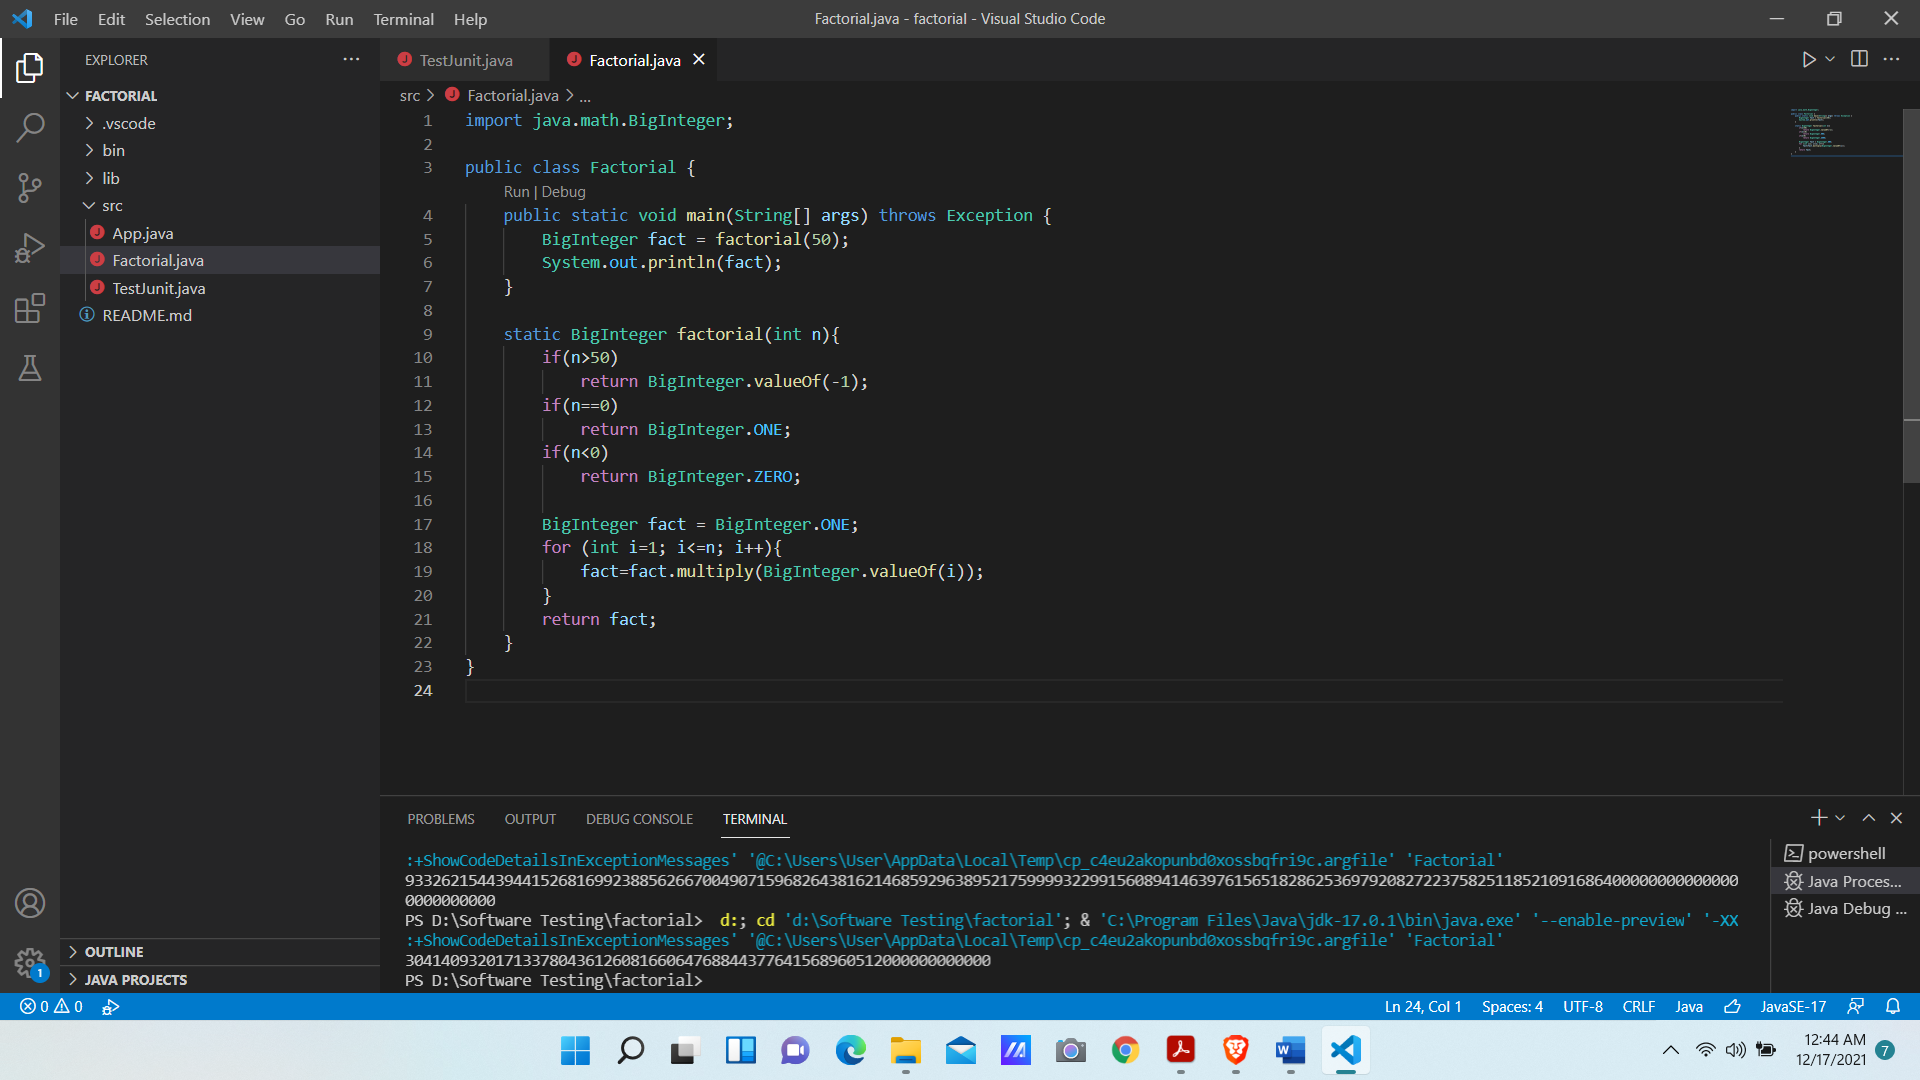 File Edit Selection View Go Run Terminal Help
Factorial.java - factorial - Visual Studio Code
EXPLORER
FACTORIAL
.vscode
bin
lib
src
App.java
Factorial.java
TestJunit.java
README.md
OUTLINE
JAVA PROJECTS
TestJunit.java
Factorial.java
src > Factorial.java > ...
1 import java.math.BigInteger;
2
3 public class Factorial {
Run | Debug
4 public static void main(String[] args) throws Exception {
5 BigInteger fact = factorial(50);
6 System.out.println(fact);
7 }
8
9 static BigInteger factorial(int n){
10 if(n>50)
11 return BigInteger.valueOf(-1);
12 if(n==0)
13 return BigInteger.ONE;
14 if(n<0)
15 return BigInteger.ZERO;
16
17 BigInteger fact = BigInteger.ONE;
18 for (int i=1; i<=n; i++){
19 fact=fact.multiply(BigInteger.valueOf(i));
20 }
21 return fact;
22 }
23 }
24
PROBLEMS OUTPUT DEBUG CONSOLE TERMINAL
:+ShowCodeDetailsInExceptionMessages' '@C:\Users\User\AppData\Local\Temp\cp_c4eu2akopunbd0xossbqfri9c.argfile' 'Factorial'
9332621544394415268169923885626670049071596826438162146859296389521759999322991560894146397615651828625369792082722375825118521091686400000000000000
0000000000
PS D:\Software Testing\factorial> d:; cd 'd:\Software Testing\factorial'; & 'C:\Program Files\Java\jdk-17.0.1\bin\java.exe' '--enable-preview' '-XX
:+ShowCodeDetailsInExceptionMessages' '@C:\Users\User\AppData\Local\Temp\cp_c4eu2akopunbd0xossbqfri9c.argfile' 'Factorial'
30414093201713378043612608166064768844377641568960512000000000000
PS D:\Software Testing\factorial>
powershell
Java Proces...
Java Debug ...
1
0 0
Ln 24, Col 1 Spaces: 4 UTF-8 CRLF Java JavaSE-17
12:44 AM
12/17/2021
7